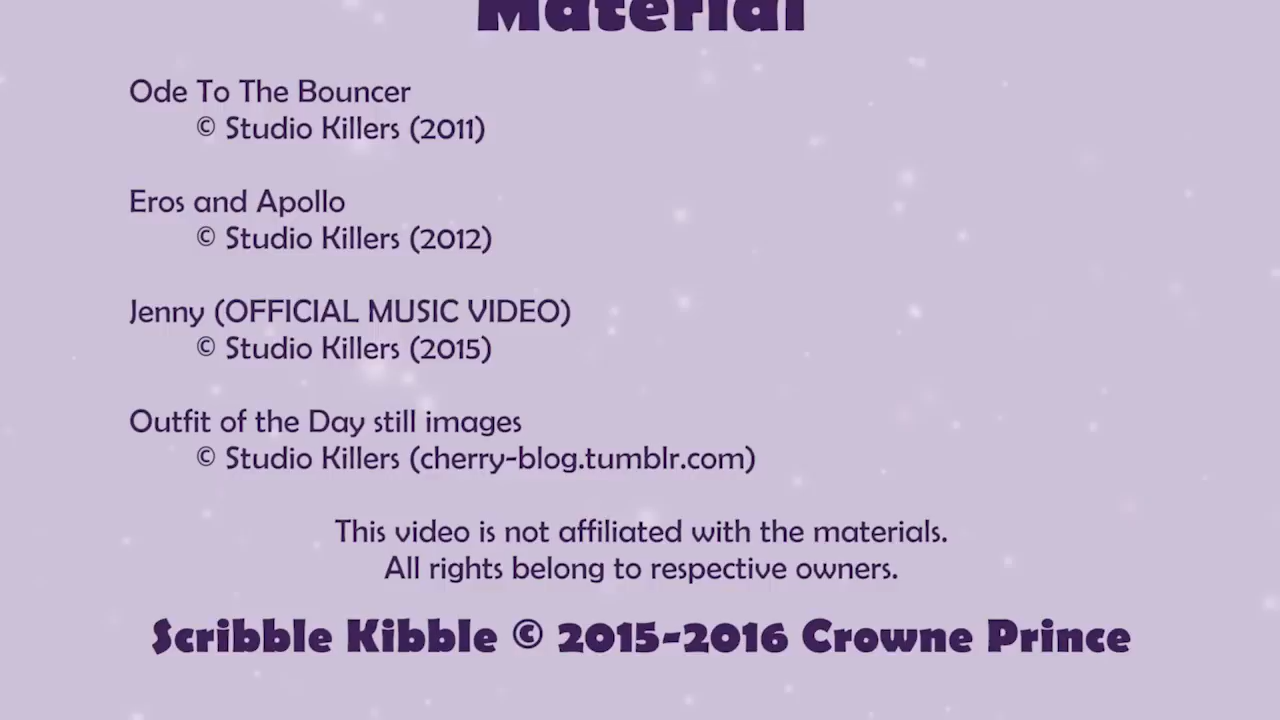 Material
Ode To The Bouncer
© Studio Killers (2011)
Eros and Apollo
© Studio Killers (2012)
Jenny (OFFICIAL MUSIC VIDEO)
© Studio Killers (2015)
Outfit of the Day still images
© Studio Killers (cherry-blog.tumblr.com)
This video is not affiliated with the materials.
All rights belong to respective owners.
Scribble Kibble © 2015-2016 Crowne Prince